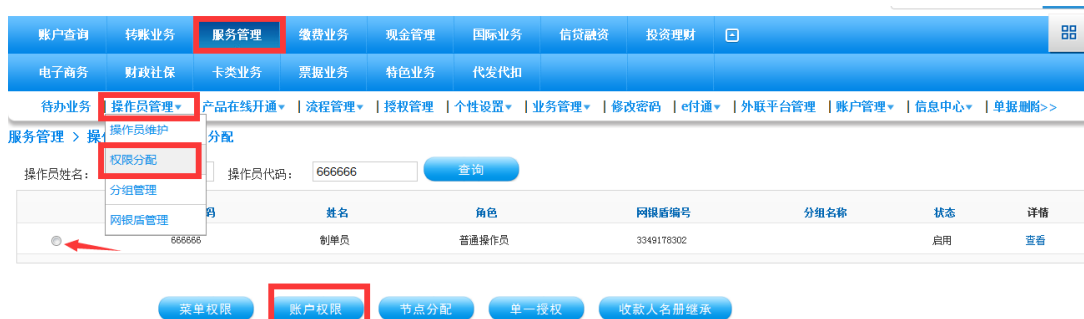 账户查询 转账业务 服务管理 缴费业务 现金管理 国际业务 信贷融资 投资理财
电子商务 财政社保 卡类业务 票据业务 特色业务 代发代扣
待办业务 | 操作员管理 产品在线开通 | 流程管理 | 授权管理 | 个性设置 | 业务管理 | 修改密码 | e付通 | 外联平台管理 | 账户管理 | 信息中心 | 单据删除>>
服务管理 > 操 分配
操作员维护
权限分配
分组管理
网银盾管理
操作员姓名： 操作员代码： 666666 查询
码 姓名 角色 网银盾编号 分组名称 状态 详情
666666 制单员 普通操作员 3349178302 启用 查看
菜单权限 账户权限 节点分配 单一授权 收款人名册继承